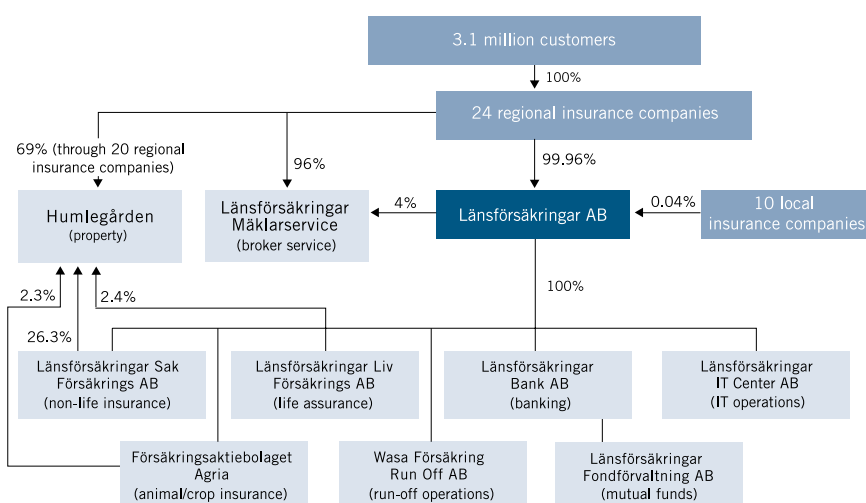 3.1 million customers
100%
24 regional insurance companies
69% (through 20 regional
insurance companies)
96%
99.96%
Humlegården
(property)
Länsförsäkringar
Mäklarservice
(broker service)
4%
Länsförsäkringar AB
0.04%
10 local
insurance companies
2.3%
2.4%
100%
26.3%
Länsförsäkringar Sak
Försäkrings AB
(non-life insurance)
Länsförsäkringar Liv
Försäkrings AB
(life assurance)
Länsförsäkringar
Bank AB
(banking)
Länsförsäkringar
IT Center AB
(IT operations)
Försäkringsaktiebolaget
Agria
(animal/crop insurance)
Wasa Försäkring
Run Off AB
(run-off operations)
Länsförsäkringar
Fondförvaltning AB
(mutual funds)